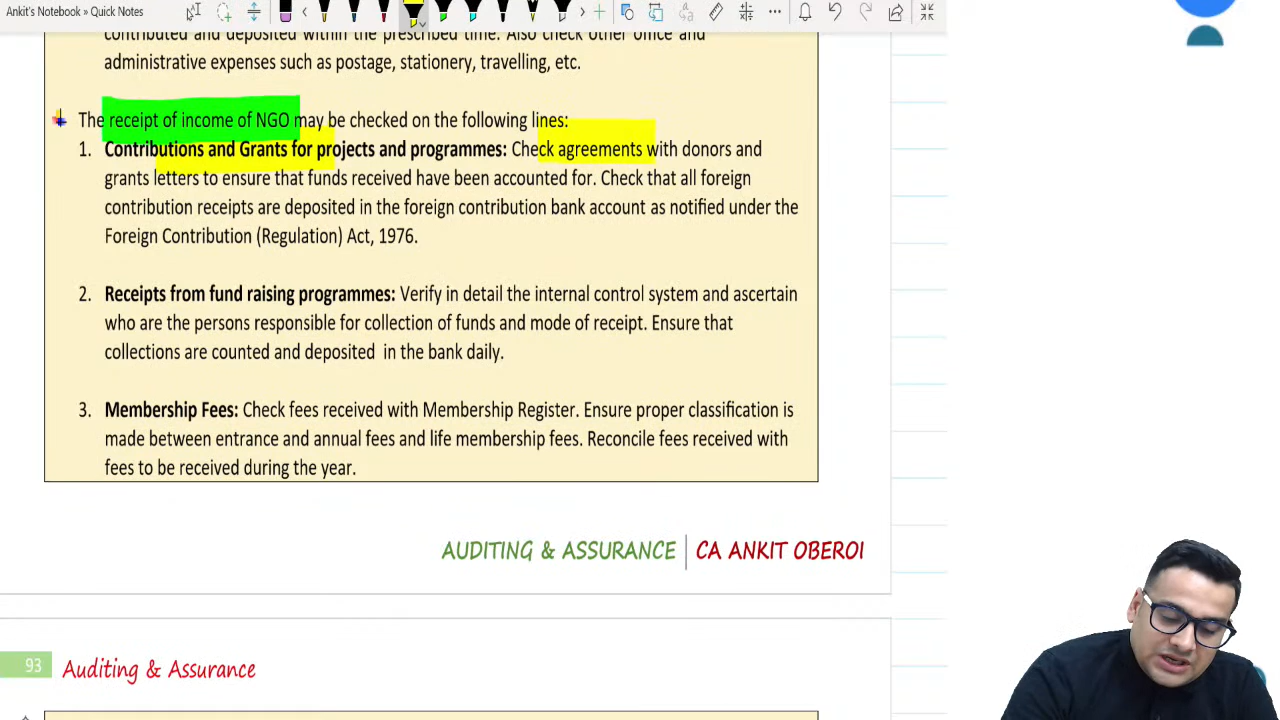 Ankit's Notebook » Quick Notes
contributed and deposited within the prescribed time. Also check other office and
administrative expenses such as postage, stationery, travelling, etc.
The receipt of income of NGO may be checked on the following lines:
1. Contributions and Grants for projects and programmes: Check agreements with donors and
grants letters to ensure that funds received have been accounted for. Check that all foreign
contribution receipts are deposited in the foreign contribution bank account as notified under the
Foreign Contribution (Regulation) Act, 1976.
2. Receipts from fund raising programmes: Verify in detail the internal control system and ascertain
who are the persons responsible for collection of funds and mode of receipt. Ensure that
collections are counted and deposited in the bank daily.
3. Membership Fees: Check fees received with Membership Register. Ensure proper classification is
made between entrance and annual fees and life membership fees. Reconcile fees received with
fees to be received during the year.
AUDITING & ASSURANCE | CA ANKIT OBEROI
93 Auditing & Assurance